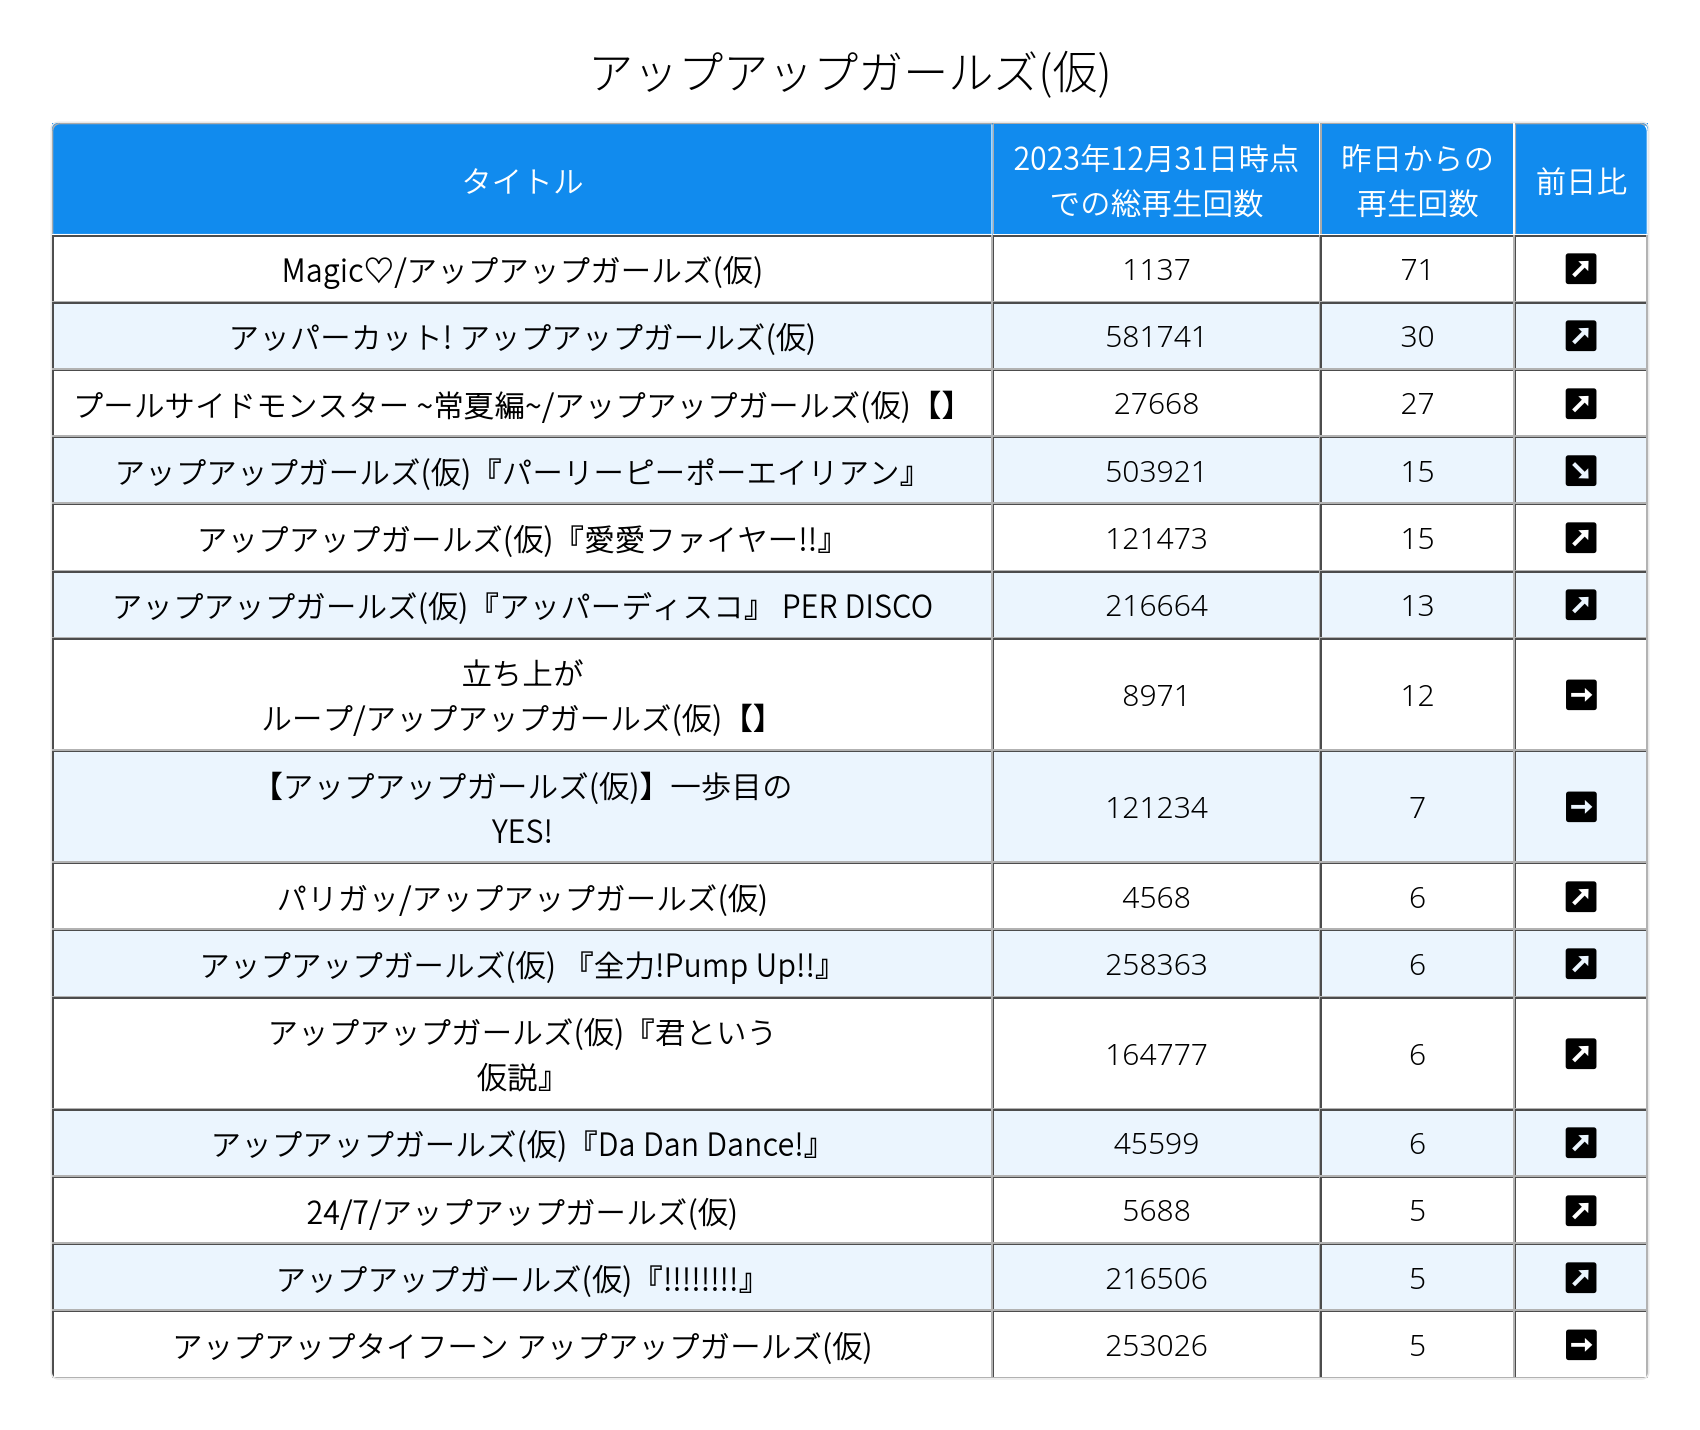 アップアップガールズ(仮)
タイトル
2023年12月31日時点
での総再生回数
昨日からの
再生回数
前日比
Magic♡/アップアップガールズ(仮) 1137 71
アッパーカット! アップアップガールズ(仮) 581741 30
プールサイドモンスター ~常夏編~/アップアップガールズ(仮)【】 27668 27
アップアップガールズ(仮)『パーリーピーポーエイリアン』 503921 15
アップアップガールズ(仮)『愛愛ファイヤー!!』 121473 15
アップアップガールズ(仮)『アッパーディスコ』 PER DISCO 216664 13
立ち上が
ループ/アップアップガールズ(仮)【】 8971 12
【アップアップガールズ(仮)】一歩目の
YES! 121234 7
パリガッ/アップアップガールズ(仮) 4568 6
アップアップガールズ(仮) 『全力!Pump Up!!』 258363 6
アップアップガールズ(仮)『君という
仮説』 164777 6
アップアップガールズ(仮)『Da Dan Dance!』 45599 6
24/7/アップアップガールズ(仮) 5688 5
アップアップガールズ(仮)『!!!!!!!!』 216506 5
アップアップタイフーン アップアップガールズ(仮) 253026 5